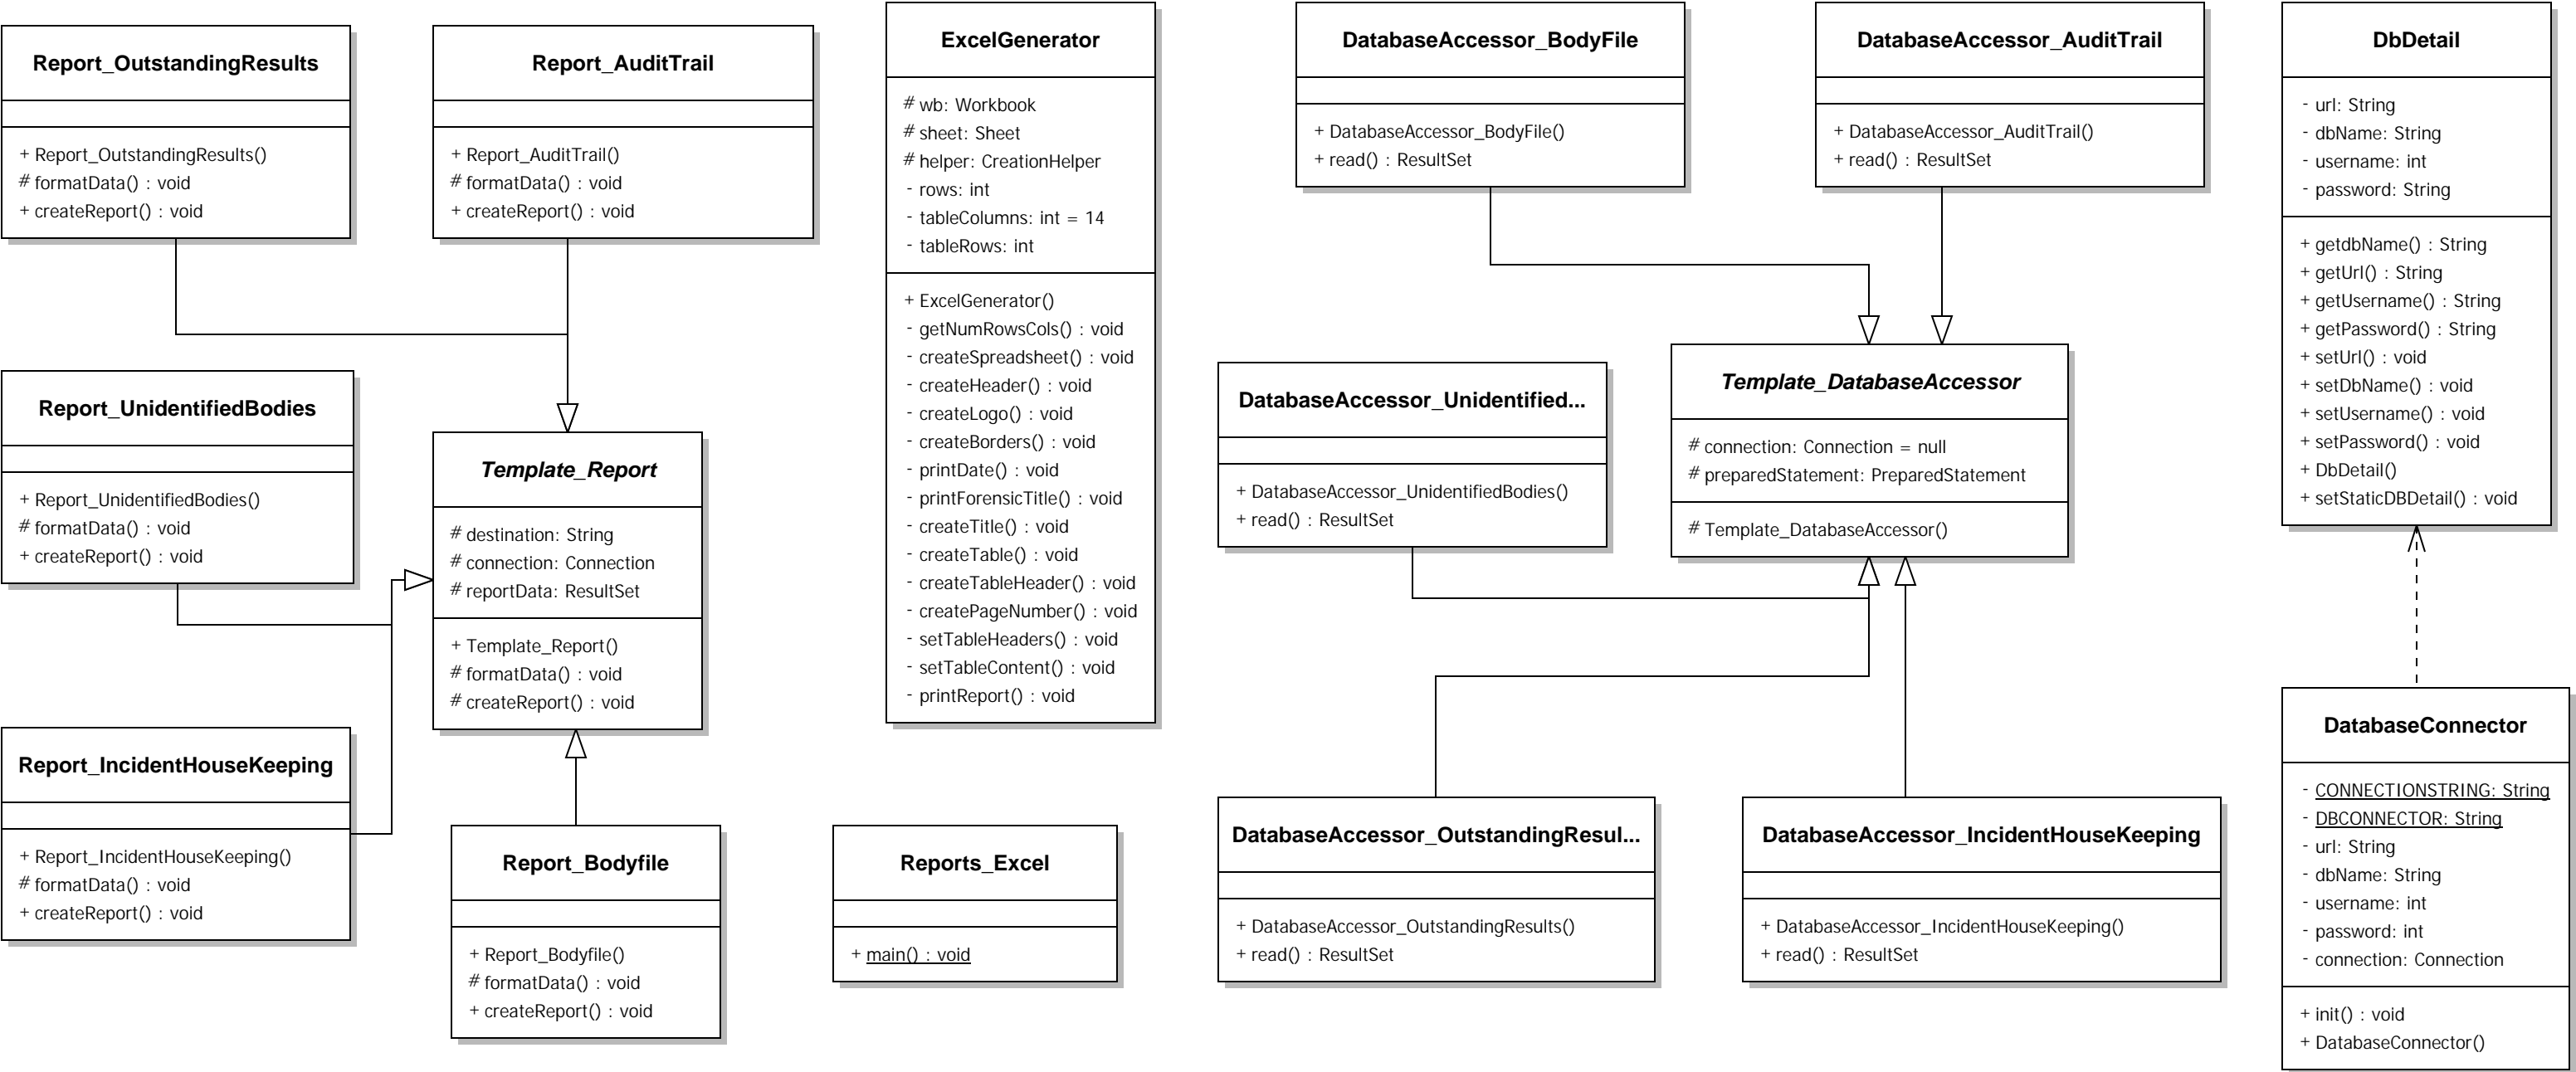 Report_OutstandingResults
+ Report_OutstandingResults()
# formatData() : void
+ createReport() : void
Report_AuditTrail
+ Report_AuditTrail()
# formatData() : void
+ createReport() : void
ExcelGenerator
# wb: Workbook
# sheet: Sheet
# helper: CreationHelper
- rows: int
- tableColumns: int = 14
- tableRows: int
+ ExcelGenerator()
- getNumRowsCols() : void
- createSpreadsheet() : void
- createHeader() : void
- createLogo() : void
- createBorders() : void
- printDate() : void
- printForensicTitle() : void
- createTitle() : void
- createTable() : void
- createTableHeader() : void
- createPageNumber() : void
- setTableHeaders() : void
- setTableContent() : void
- printReport() : void
DatabaseAccessor_BodyFile
+ DatabaseAccessor_BodyFile()
+ read() : ResultSet
DatabaseAccessor_AuditTrail
+ DatabaseAccessor_AuditTrail()
+ read() : ResultSet
DbDetail
- url: String
- dbName: String
- username: int
- password: String
+ getdbName() : String
+ getUrl() : String
+ getUsername() : String
+ getPassword() : String
+ setUrl() : void
+ setDbName() : void
+ setUsername() : void
+ setPassword() : void
+ DbDetail()
+ setStaticDBDetail() : void
Report_UnidentifiedBodies
+ Report_UnidentifiedBodies()
# formatData() : void
+ createReport() : void
Template_Report
# destination: String
# connection: Connection
# reportData: ResultSet
+ Template_Report()
# formatData() : void
# createReport() : void
DatabaseAccessor_Unidentified...
+ DatabaseAccessor_UnidentifiedBodies()
+ read() : ResultSet
Template_DatabaseAccessor
# connection: Connection = null
# preparedStatement: PreparedStatement
# Template_DatabaseAccessor()
Report_IncidentHouseKeeping
+ Report_IncidentHouseKeeping()
# formatData() : void
+ createReport() : void
Report_Bodyfile
+ Report_Bodyfile()
# formatData() : void
+ createReport() : void
Reports_Excel
+ main() : void
DatabaseAccessor_OutstandingResul...
+ DatabaseAccessor_OutstandingResults()
+ read() : ResultSet
DatabaseAccessor_IncidentHouseKeeping
+ DatabaseAccessor_IncidentHouseKeeping()
+ read() : ResultSet
DatabaseConnector
- CONNECTIONSTRING: String
- DBCONNECTOR: String
- url: String
- dbName: String
- username: int
- password: int
- connection: Connection
+ init() : void
+ DatabaseConnector()